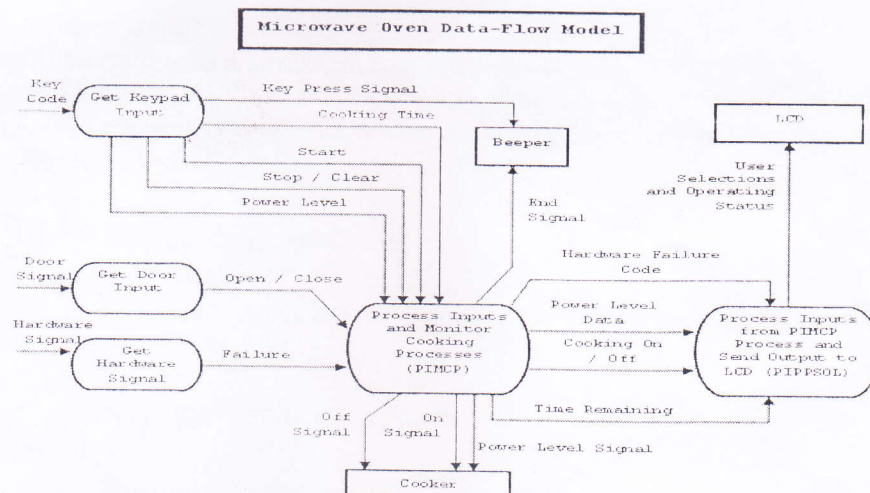 Microwave Oven Data-Flow Model
Key
Code
Get Keypad
Input
Key Press Signal
Cooking Time
Start
Stop / Clear
Power Level
Beeper
LCD
User
Selections
and Operating
Status
End
Signal
Door
Signal
Get Door
Input
Open / Close
Hardware
Signal
Get
Hardware
Signal
Failure
Process Inputs
and Monitor
Cooking
Processes
(PIMCP)
Hardware Failure
Code
Power Level
Data
Cooking On
/ Off
Time Remaining
Process Inputs
from PIMCP
Process and
Send Output to
LCD (PIPPSOL)
Off
Signal
On
Signal
Power Level Signal
Cooker